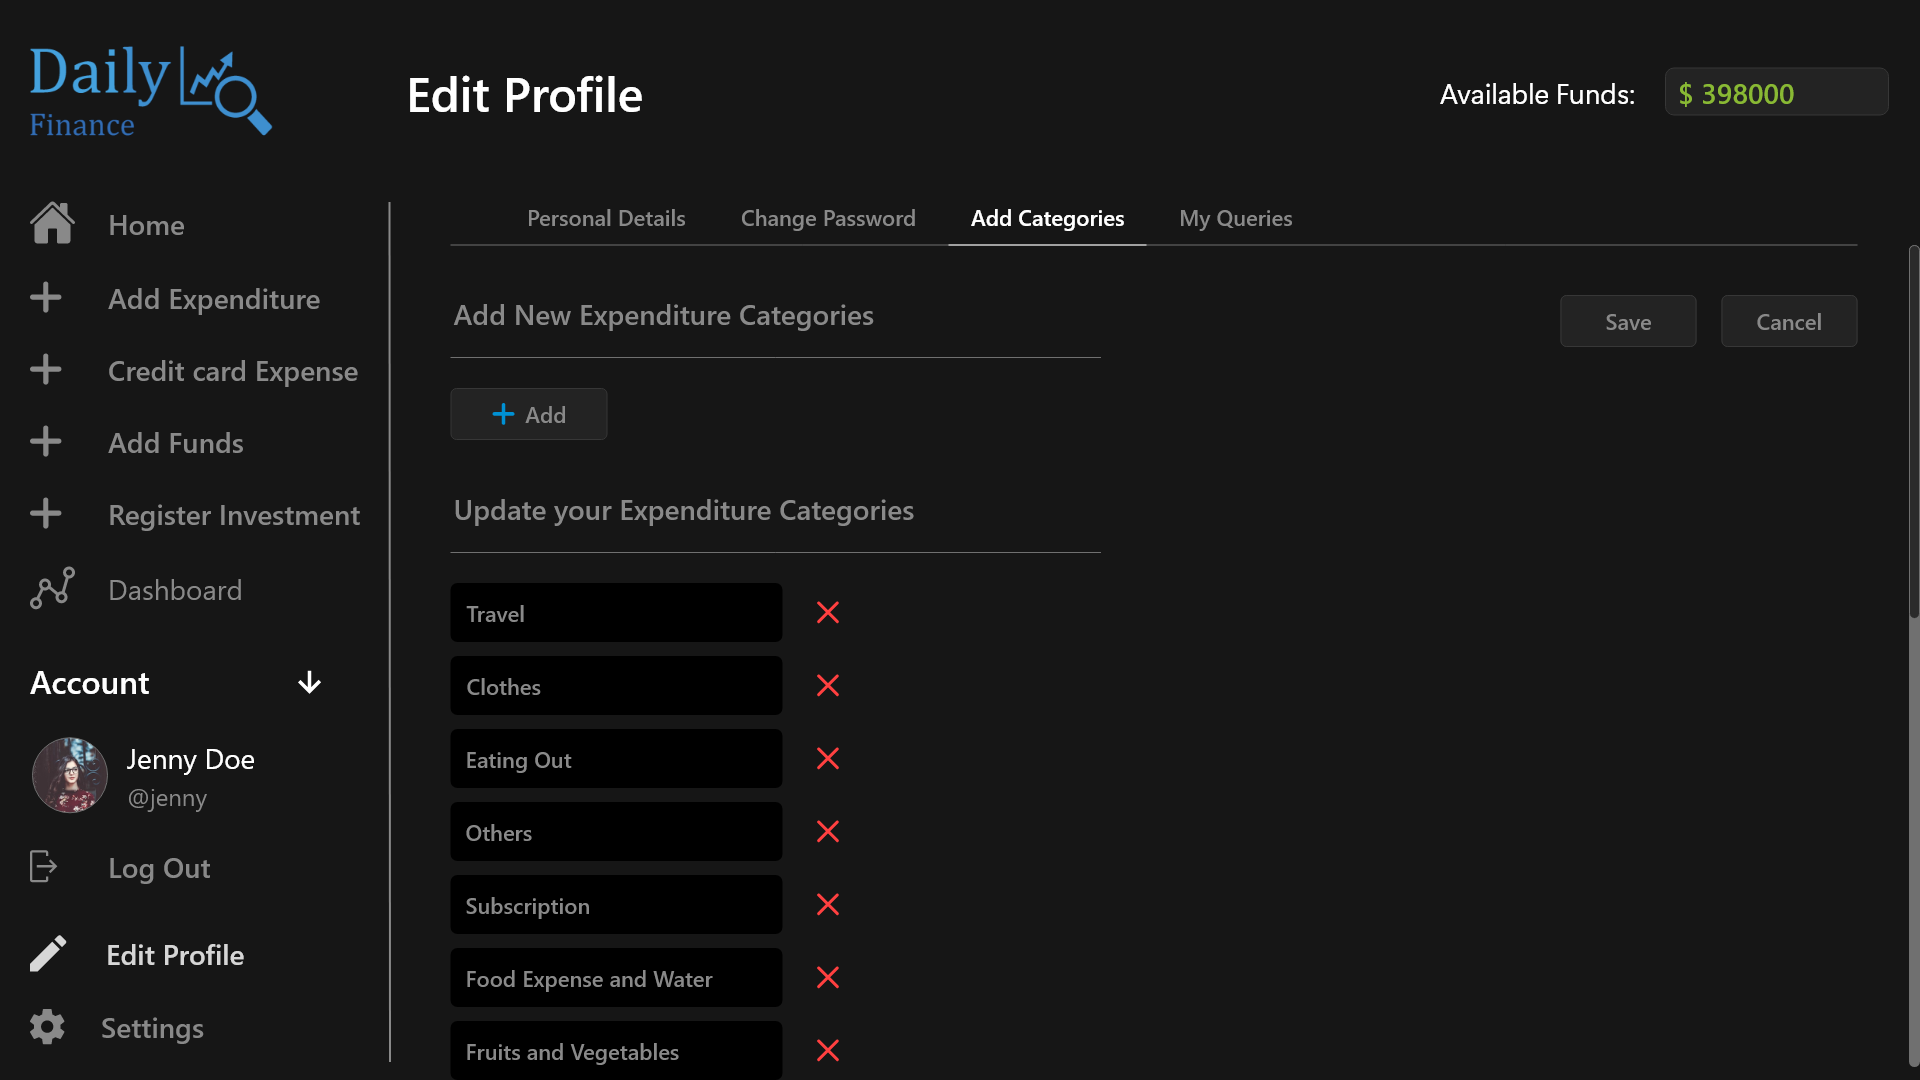 Daily
Finance
Edit Profile
Available Funds:
$ 398000
Home
Add Expenditure
Credit card Expense
Add Funds
Register Investment
Dashboard
Account
Jenny Doe
@jenny
Log Out
Edit Profile
Settings
Personal Details
Change Password
Add Categories
My Queries
Add New Expenditure Categories
Save
Cancel
Add
Update your Expenditure Categories
Travel
Clothes
Eating Out
Others
Subscription
Food Expense and Water
Fruits and Vegetables